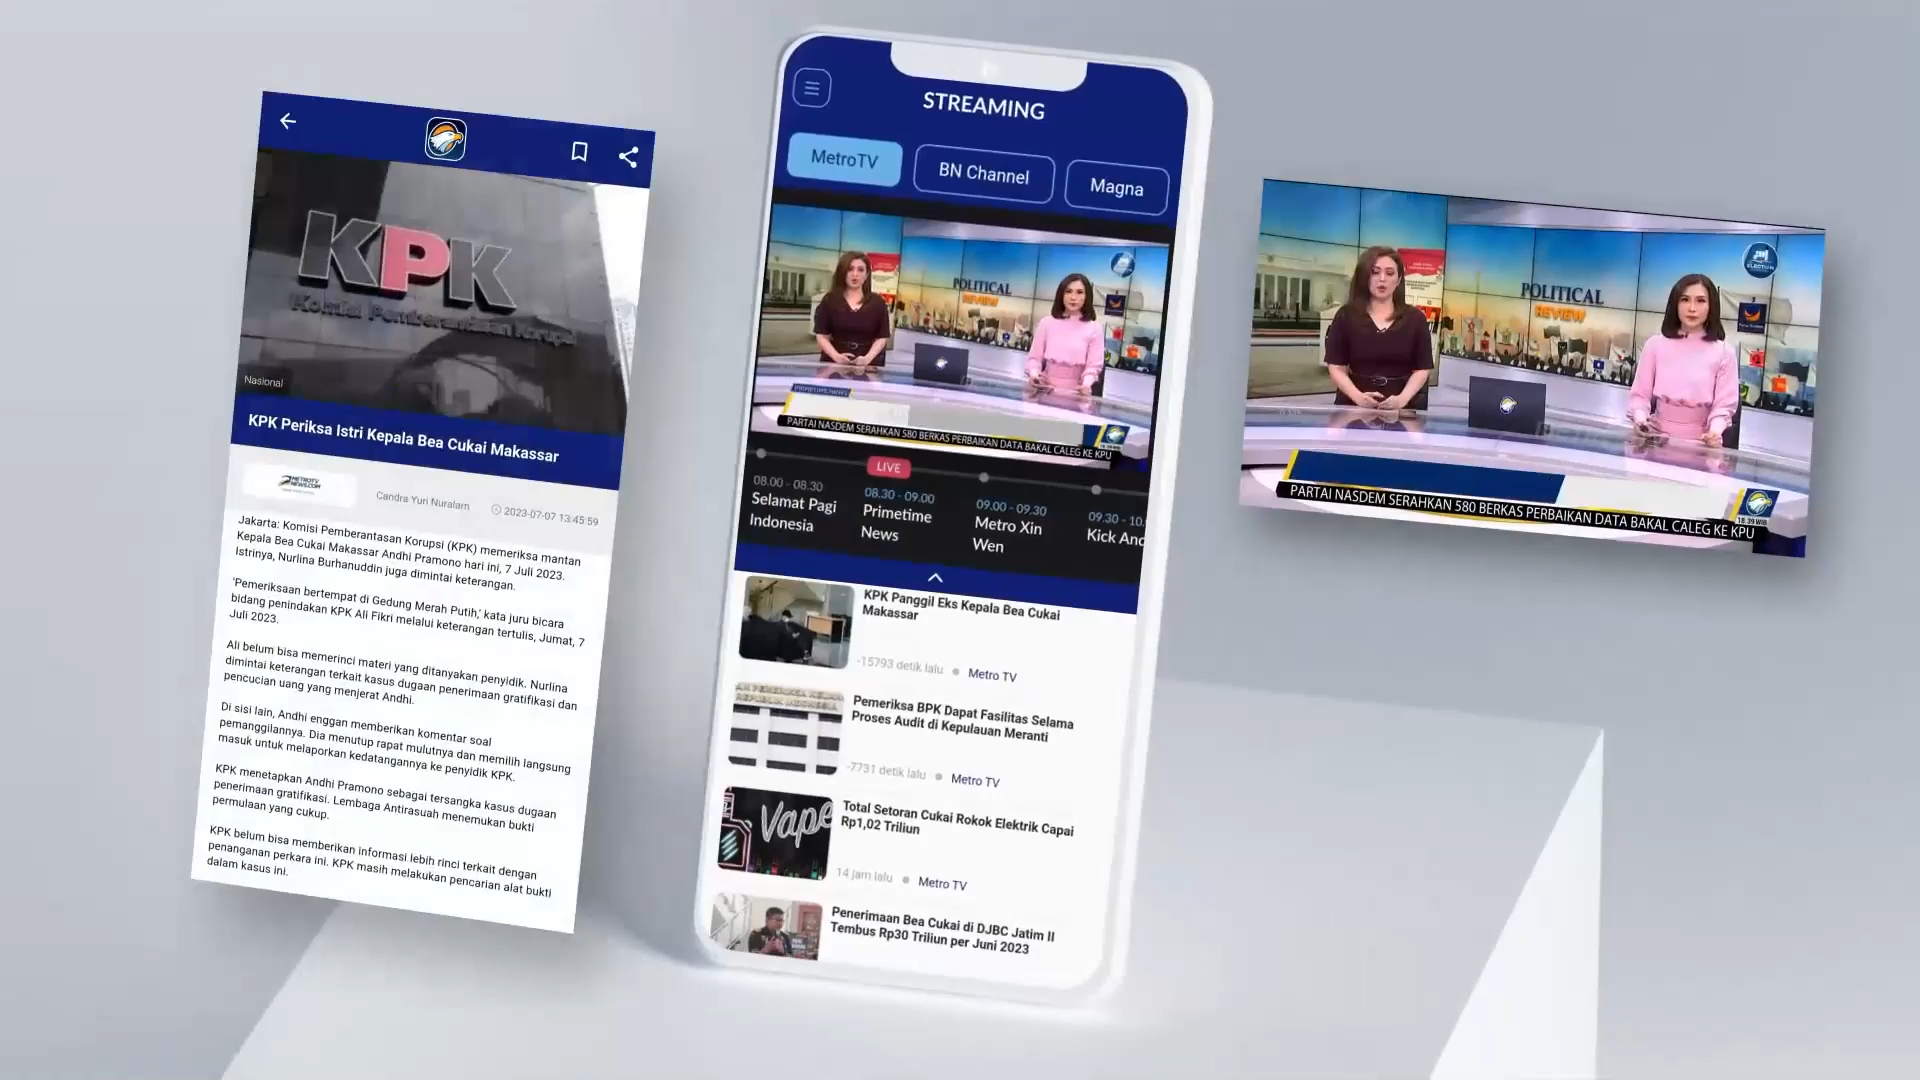 KPK
Komisi Pemberantasan Korupsi
Nasional
KPK Periksa Istri Kepala Bea Cukai Makassar
METROTV
NEWS.COM
Candra Yuri Nuralam
2023-07-07 13:45:59
Jakarta: Komisi Pemberantasan Korupsi (KPK) memeriksa mantan
Kepala Bea Cukai Makassar Andhi Pramono hari ini, 7 Juli 2023.
Istrinya, Nurlina Burhanuddin juga dimintai keterangan.
'Pemeriksaan bertempat di Gedung Merah Putih,' kata juru bicara
bidang penindakan KPK Ali Fikri melalui keterangan tertulis, Jumat, 7
Juli 2023.
Ali belum bisa memerinci materi yang ditanyakan penyidik. Nurlina
dimintai keterangan terkait kasus dugaan penerimaan gratifikasi dan
pencucian uang yang menjerat Andhi.
Di sisi lain, Andhi enggan memberikan komentar soal
pemanggilannya. Dia menutup rapat mulutnya dan memilih langsung
masuk untuk melaporkan kedatangannya ke penyidik KPK.
KPK menetapkan Andhi Pramono sebagai tersangka kasus dugaan
penerimaan gratifikasi. Lembaga Antirasuah menemukan bukti
permulaan yang cukup.
KPK belum bisa memberikan informasi lebih rinci terkait dengan
penanganan perkara ini. KPK masih melakukan pencarian alat bukti
dalam kasus ini.
STREAMING
MetroTV
BN Channel
Magna
POLITICAL
REVIEW
PRIMETIME NEWS
PARTAI NASDEM SERAHKAN 580 BERKAS PERBAIKAN DATA BAKAL CALEG KE KPU
LIVE
08.00 - 08.30
Selamat Pagi
Indonesia
08.30 - 09.00
Primetime
News
09.00 - 09.30
Metro Xin
Wen
09.30 - 10.
Kick And
KPK Panggil Eks Kepala Bea Cukai
Makassar
-15793 detik lalu
Metro TV
REPUBLIK INDONESIA
Pemeriksa BPK Dapat Fasilitas Selama
Proses Audit di Kepulauan Meranti
-7731 detik lalu
Metro TV
Vape
Total Setoran Cukai Rokok Elektrik Capai
Rp1,02 Triliun
14 jam lalu
Metro TV
Penerimaan Bea Cukai di DJBC Jatim II
Tembus Rp30 Triliun per Juni 2023
POLITICAL
REVIEW
PARTAI NASDEM SERAHKAN 580 BERKAS PERBAIKAN DATA BAKAL CALEG KE KPU
18.39 WIB